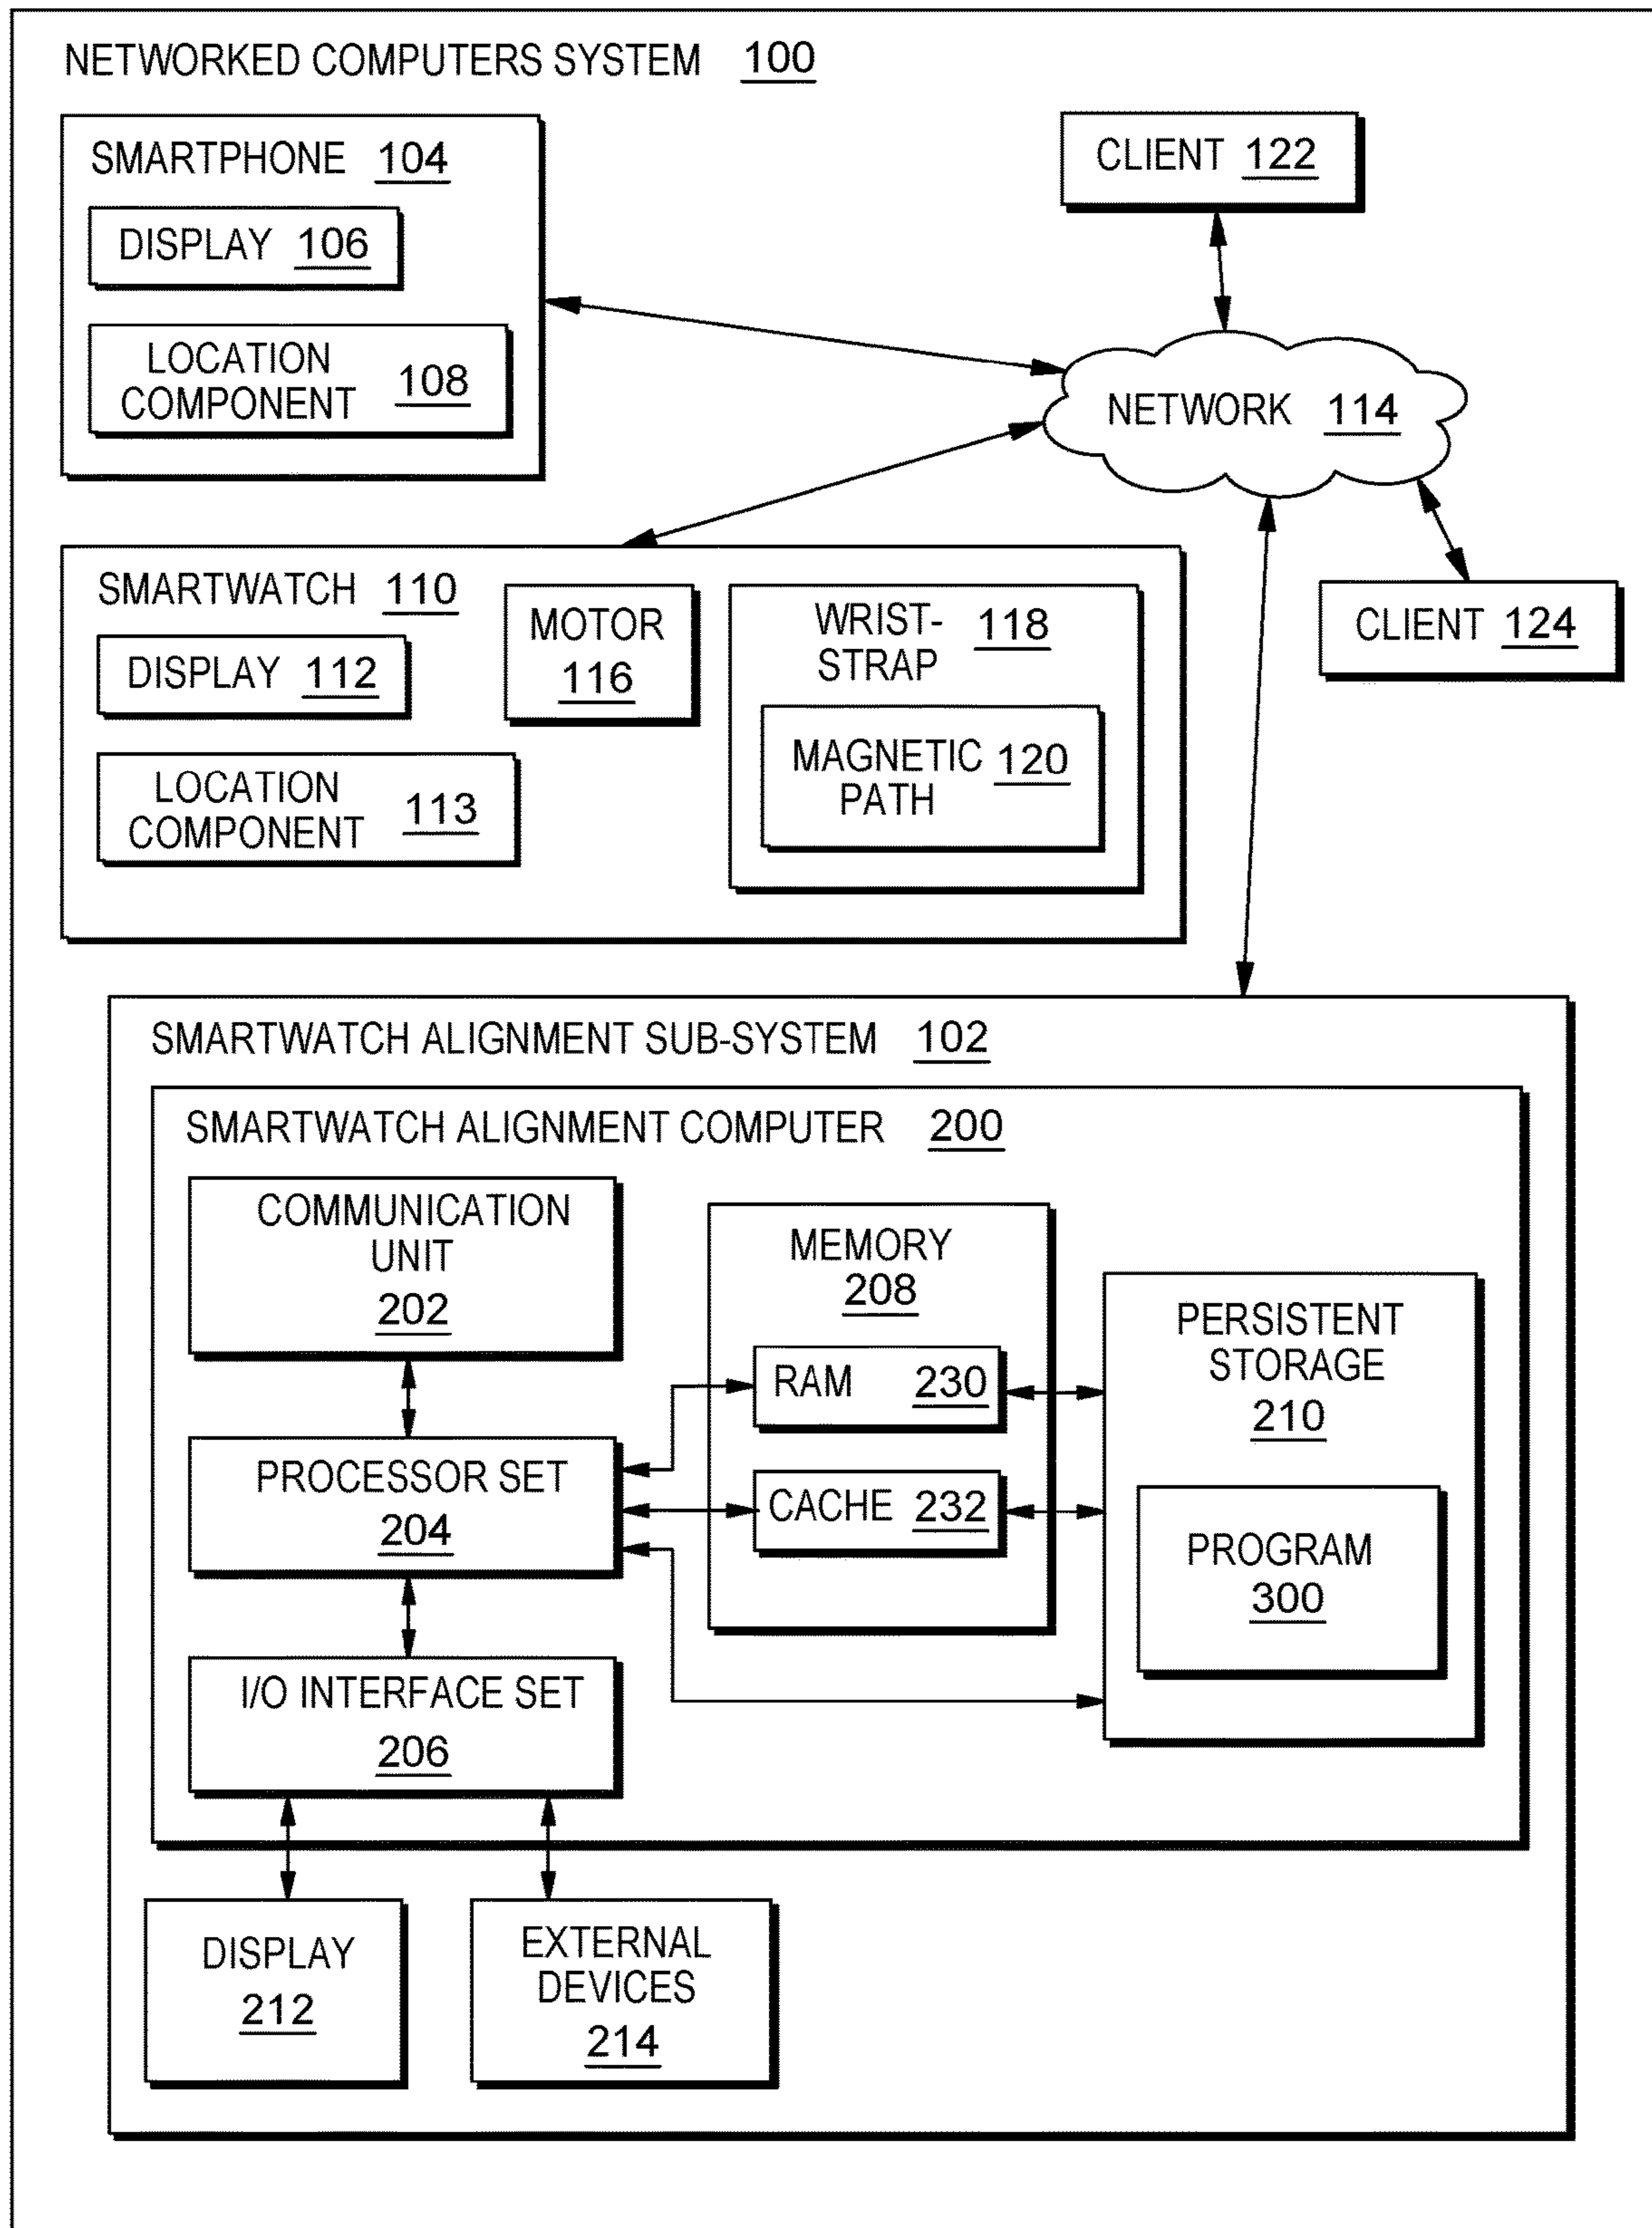 NETWORKED COMPUTERS SYSTEM 100
SMARTPHONE 104
DISPLAY 106
LOCATION
COMPONENT 108
CLIENT 122
NETWORK 114
CLIENT 124
SMARTWATCH 110
DISPLAY 112
LOCATION
COMPONENT 113
MOTOR
116
WRIST-
STRAP 118
MAGNETIC
PATH 120
SMARTWATCH ALIGNMENT SUB-SYSTEM 102
SMARTWATCH ALIGNMENT COMPUTER 200
COMMUNICATION
UNIT
202
PROCESSOR SET
204
I/O INTERFACE SET
206
MEMORY
208
RAM 230
CACHE 232
PERSISTENT
STORAGE
210
PROGRAM
300
DISPLAY
212
EXTERNAL
DEVICES
214